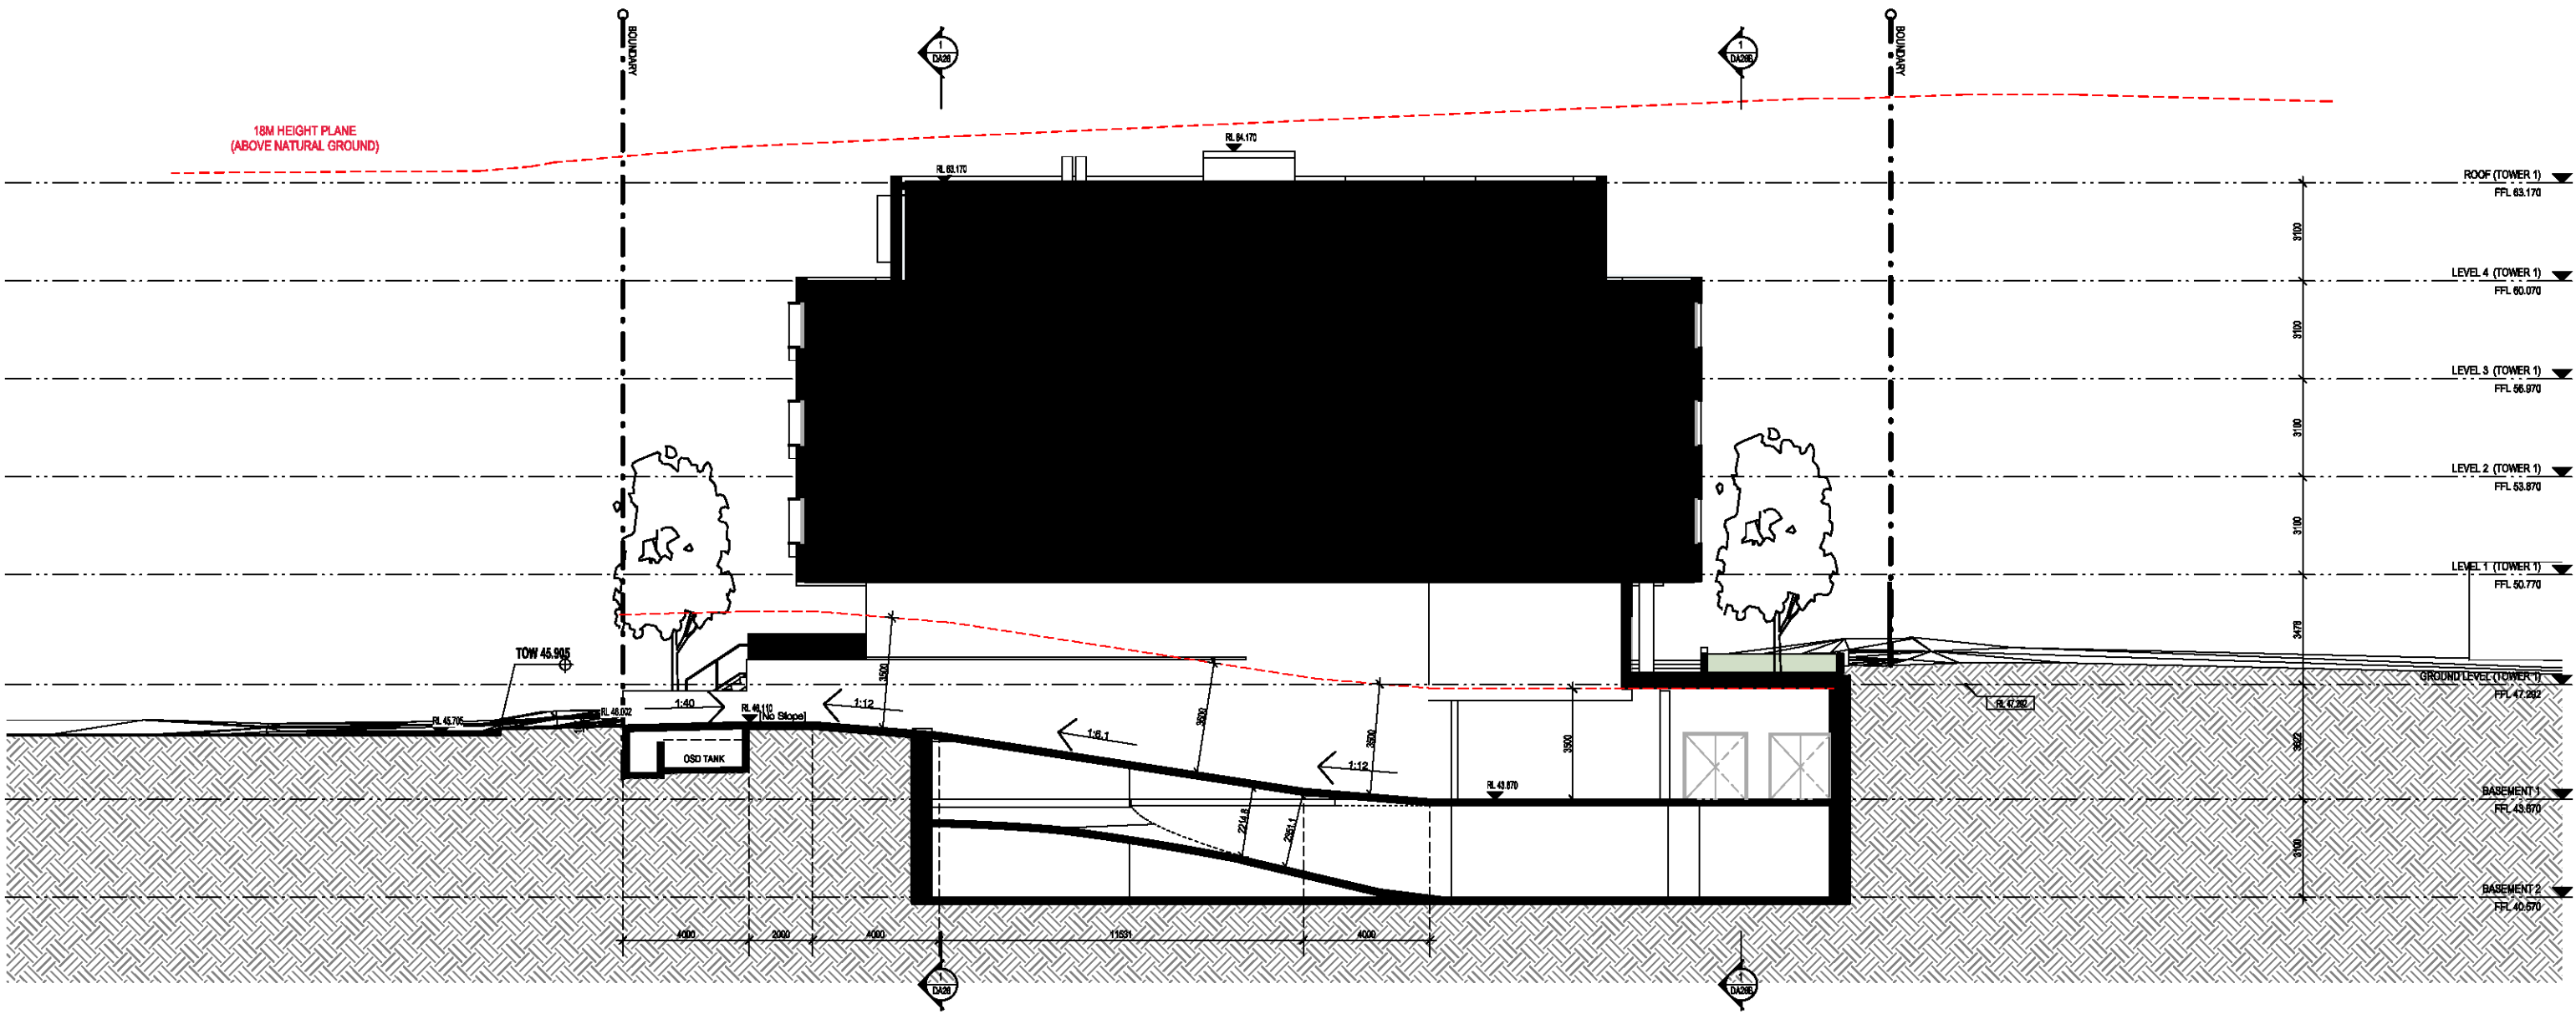 BOUNDARY
1
DA26
1
DA26B
BOUNDARY
18M HEIGHT PLANE
(ABOVE NATURAL GROUND)
RL 64.170
RL 63.170
ROOF (TOWER 1)
FFL 63.170
3100
LEVEL 4 (TOWER 1)
FFL 60.070
3100
LEVEL 3 (TOWER 1)
FFL 56.970
3100
LEVEL 2 (TOWER 1)
FFL 53.870
3100
LEVEL 1 (TOWER 1)
FFL 50.770
3478
TOW 45.905
3500
GROUND LEVEL (TOWER 1)
FFL 47.292
RL 47.292
1:40
1:12
RL 46.110
[No Slope]
RL 46.002
RL 45.705
3500
3500
3500
1:6.1
1:12
3622
OSD TANK
RL 43.670
BASEMENT 1
FFL 43.670
2214.8
2351.1
3100
BASEMENT 2
FFL 40.570
4000
2000
4000
11531
4000
1
DA26
1
DA26B